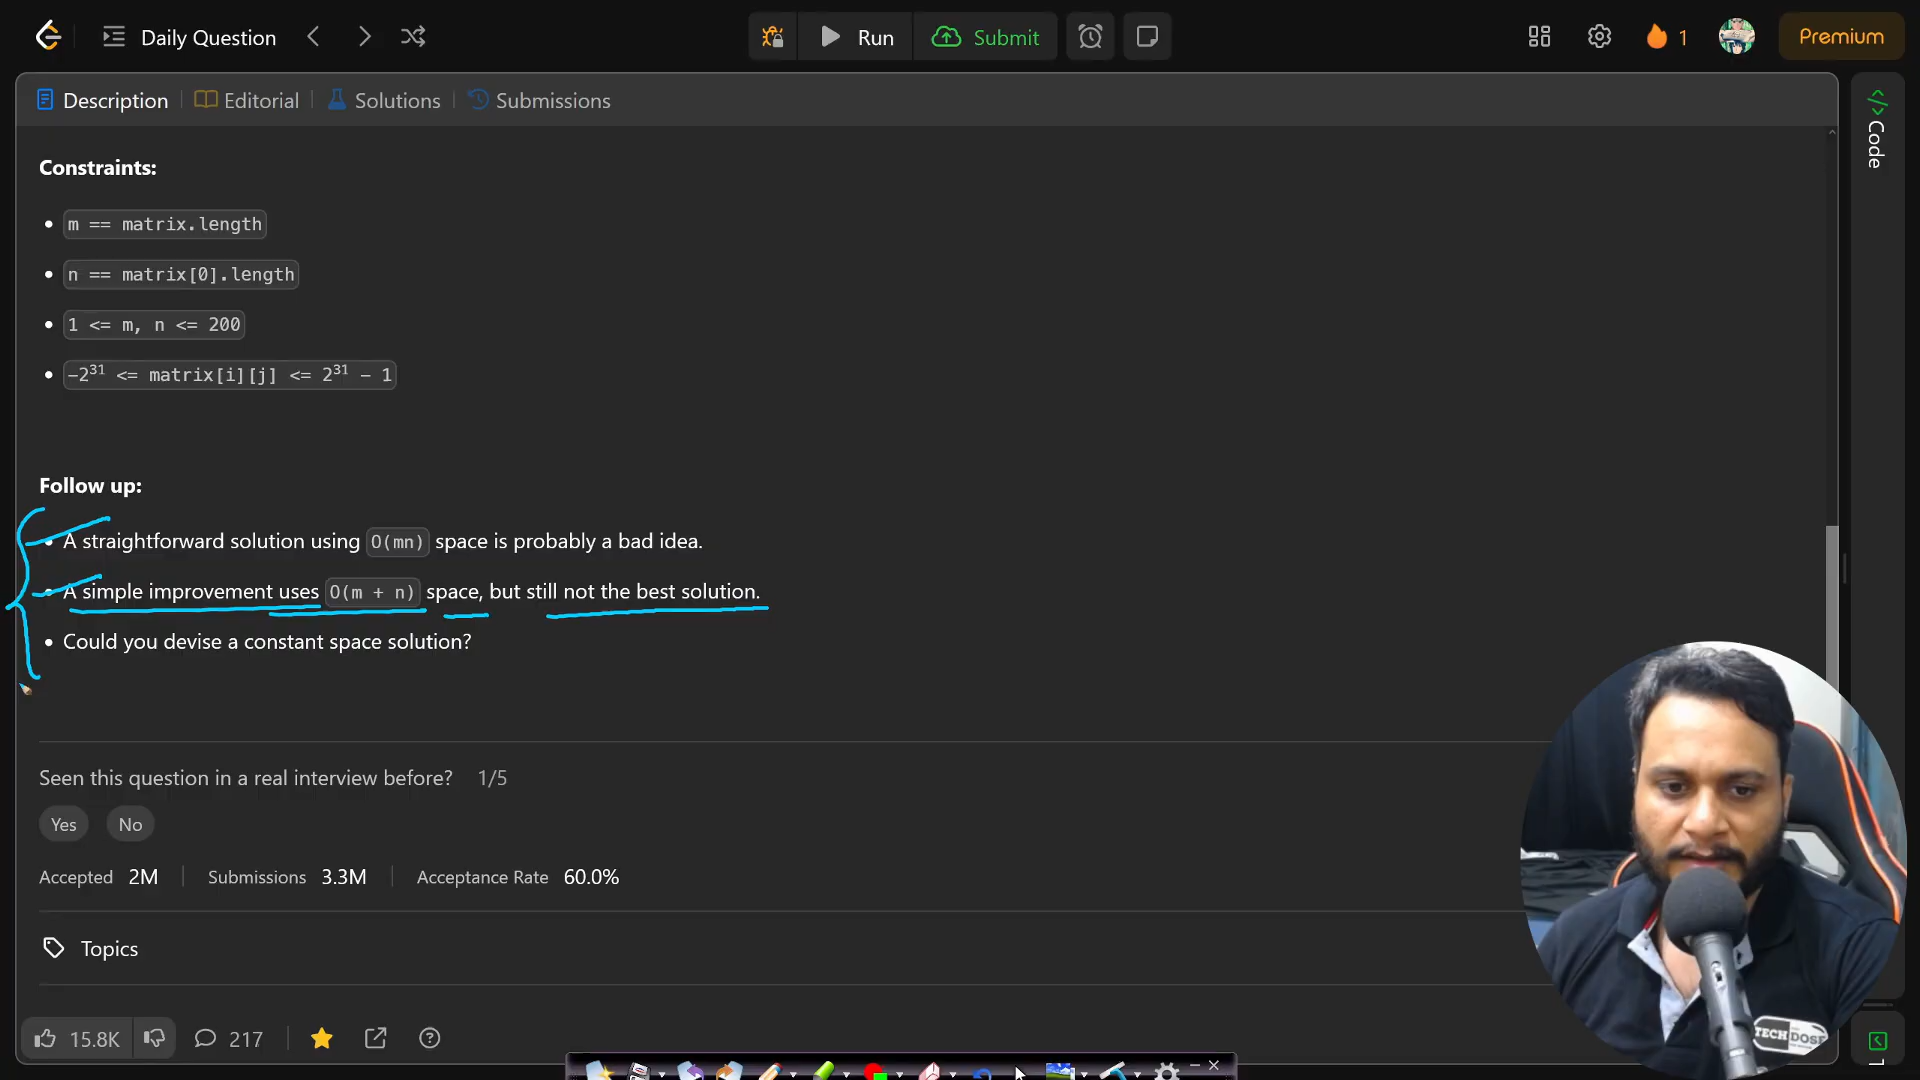 Daily Question
Run
Submit
1
Premium
Description
Editorial
Solutions
Submissions
Code
Constraints:
m == matrix.length
n == matrix[0].length
1 <= m, n <= 200
-2³¹ <= matrix[i][j] <= 2³¹ - 1
Follow up:
A straightforward solution using O(mn) space is probably a bad idea.
A simple improvement uses O(m + n) space, but still not the best solution.
Could you devise a constant space solution?
Seen this question in a real interview before? 1/5
Yes No
Accepted 2M Submissions 3.3M Acceptance Rate 60.0%
Topics
15.8K 217
TECH DOSE